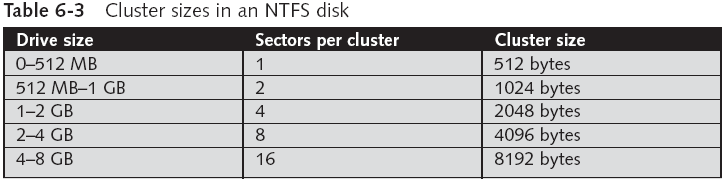 Table 6-3 Cluster sizes in an NTFS disk
Drive size Sectors per cluster Cluster size
0–512 MB 1 512 bytes
512 MB–1 GB 2 1024 bytes
1–2 GB 4 2048 bytes
2–4 GB 8 4096 bytes
4–8 GB 16 8192 bytes